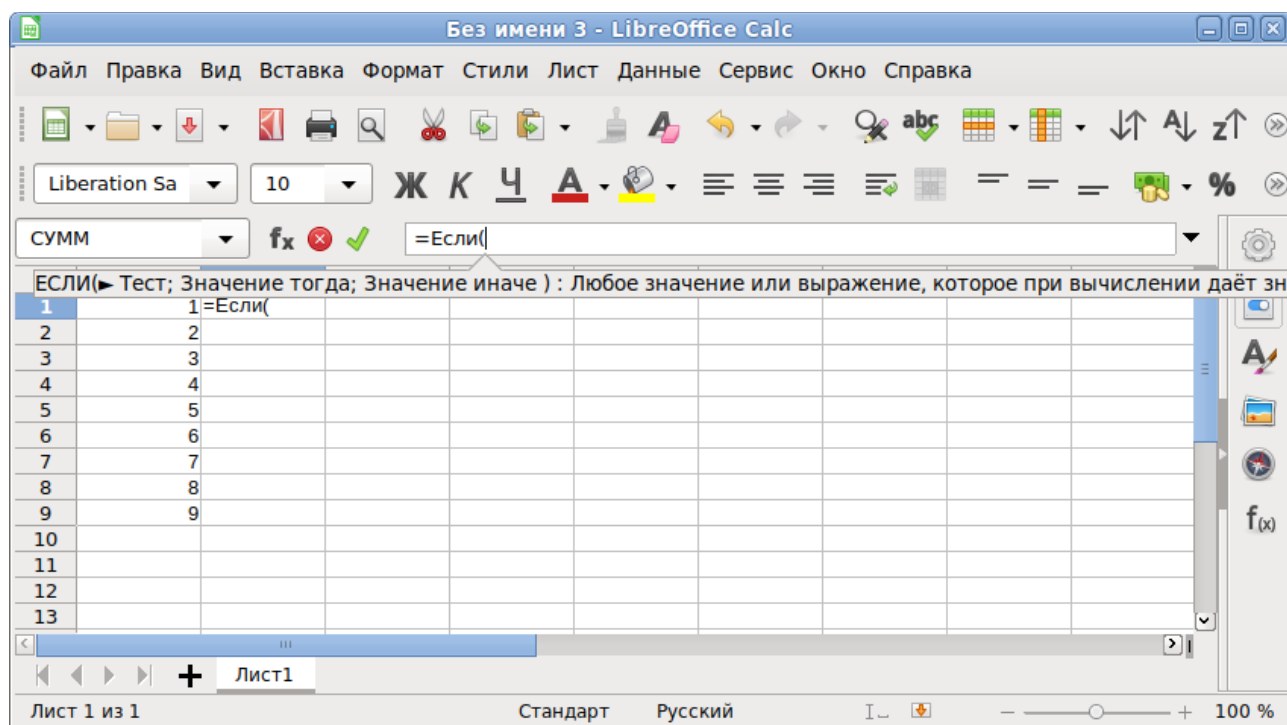 Без имени 3 - LibreOffice Calc
Файл Правка Вид Вставка Формат Стили Лист Данные Сервис Окно Справка
abc A Z
Liberation Sa 10 Ж К Ч А %
СУММ fx =Если(
ЕСЛИ(► Тест; Значение тогда; Значение иначе ) : Любое значение или выражение, которое при вычислении даёт зн
1 1 =Если(
2 2
3 3
4 4
5 5
6 6
7 7
8 8
9 9
10
11
12
13
f(x)
Лист1
Лист 1 из 1 Стандарт Русский 100 %